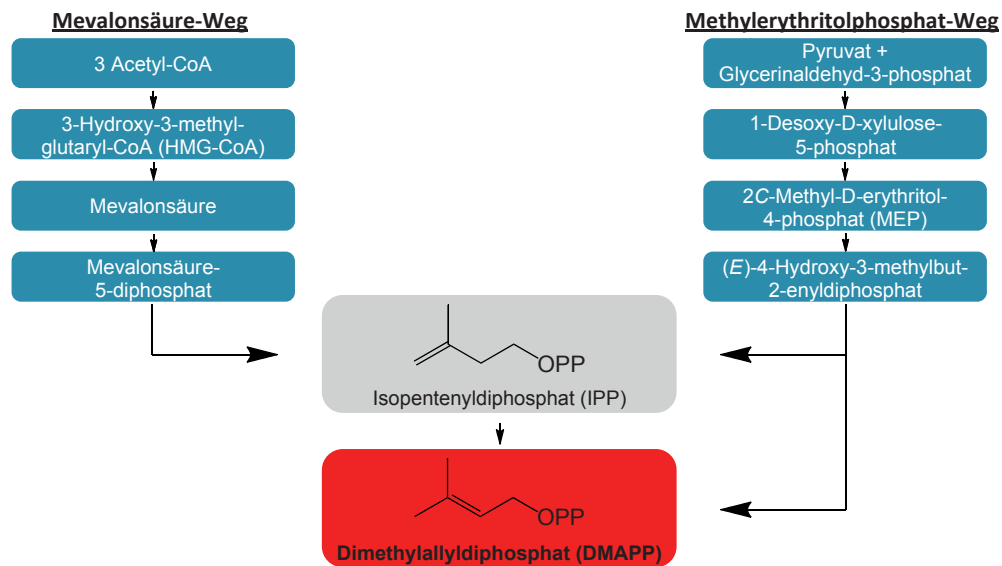 Mevalonsäure-Weg
3 Acetyl-CoA
3-Hydroxy-3-methyl-
glutaryl-CoA (HMG-CoA)
Mevalonsäure
Mevalonsäure-
5-diphosphat
Methylerythritolphosphat-Weg
Pyruvat +
Glycerinaldehyd-3-phosphat
1-Desoxy-D-xylulose-
5-phosphat
2C-Methyl-D-erythritol-
4-phosphat (MEP)
(E)-4-Hydroxy-3-methylbut-
2-enyldiphosphat
OPP
Isopentenyldiphosphat (IPP)
OPP
Dimethylallyldiphosphat (DMAPP)